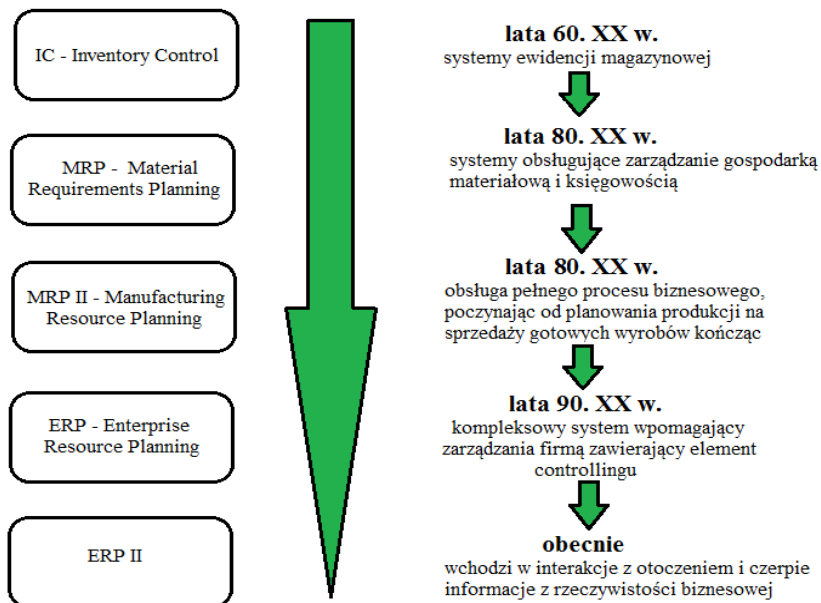 IC - Inventory Control
lata 60. XX w.
systemy ewidencji magazynowej
MRP - Material
Requirements Planning
lata 80. XX w.
systemy obsługujące zarządzanie gospodarką
materiałową i księgowością
MRP II - Manufacturing
Resource Planning
lata 80. XX w.
obsługa pełnego procesu biznesowego,
poczynając od planowania produkcji na
sprzedaży gotowych wyrobów kończąc
ERP - Enterprise
Resource Planning
lata 90. XX w.
kompleksowy system wpomagający
zarządzania firmą zawierający element
controllingu
ERP II
obecnie
wchodzi w interakcje z otoczeniem i czerpie
informacje z rzeczywistości biznesowej